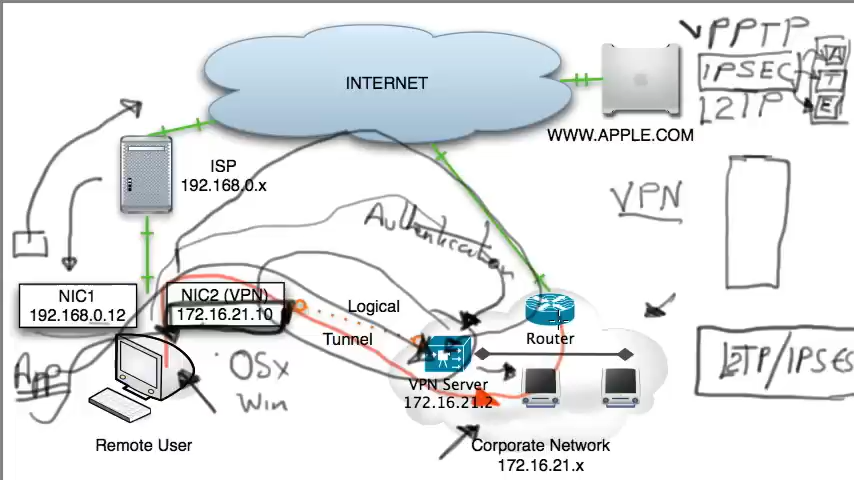 INTERNET
WWW.APPLE.COM
PPTP
IPSEC
L2TP
A
T
E
ISP
192.168.0.x
VPN
Authentication
NIC1
192.168.0.12
NIC2 (VPN)
172.16.21.10
Logical
Tunnel
Router
App
OSx
Win
VPN Server
172.16.21.2
L2TP/IPSEC
Remote User
Corporate Network
172.16.21.x